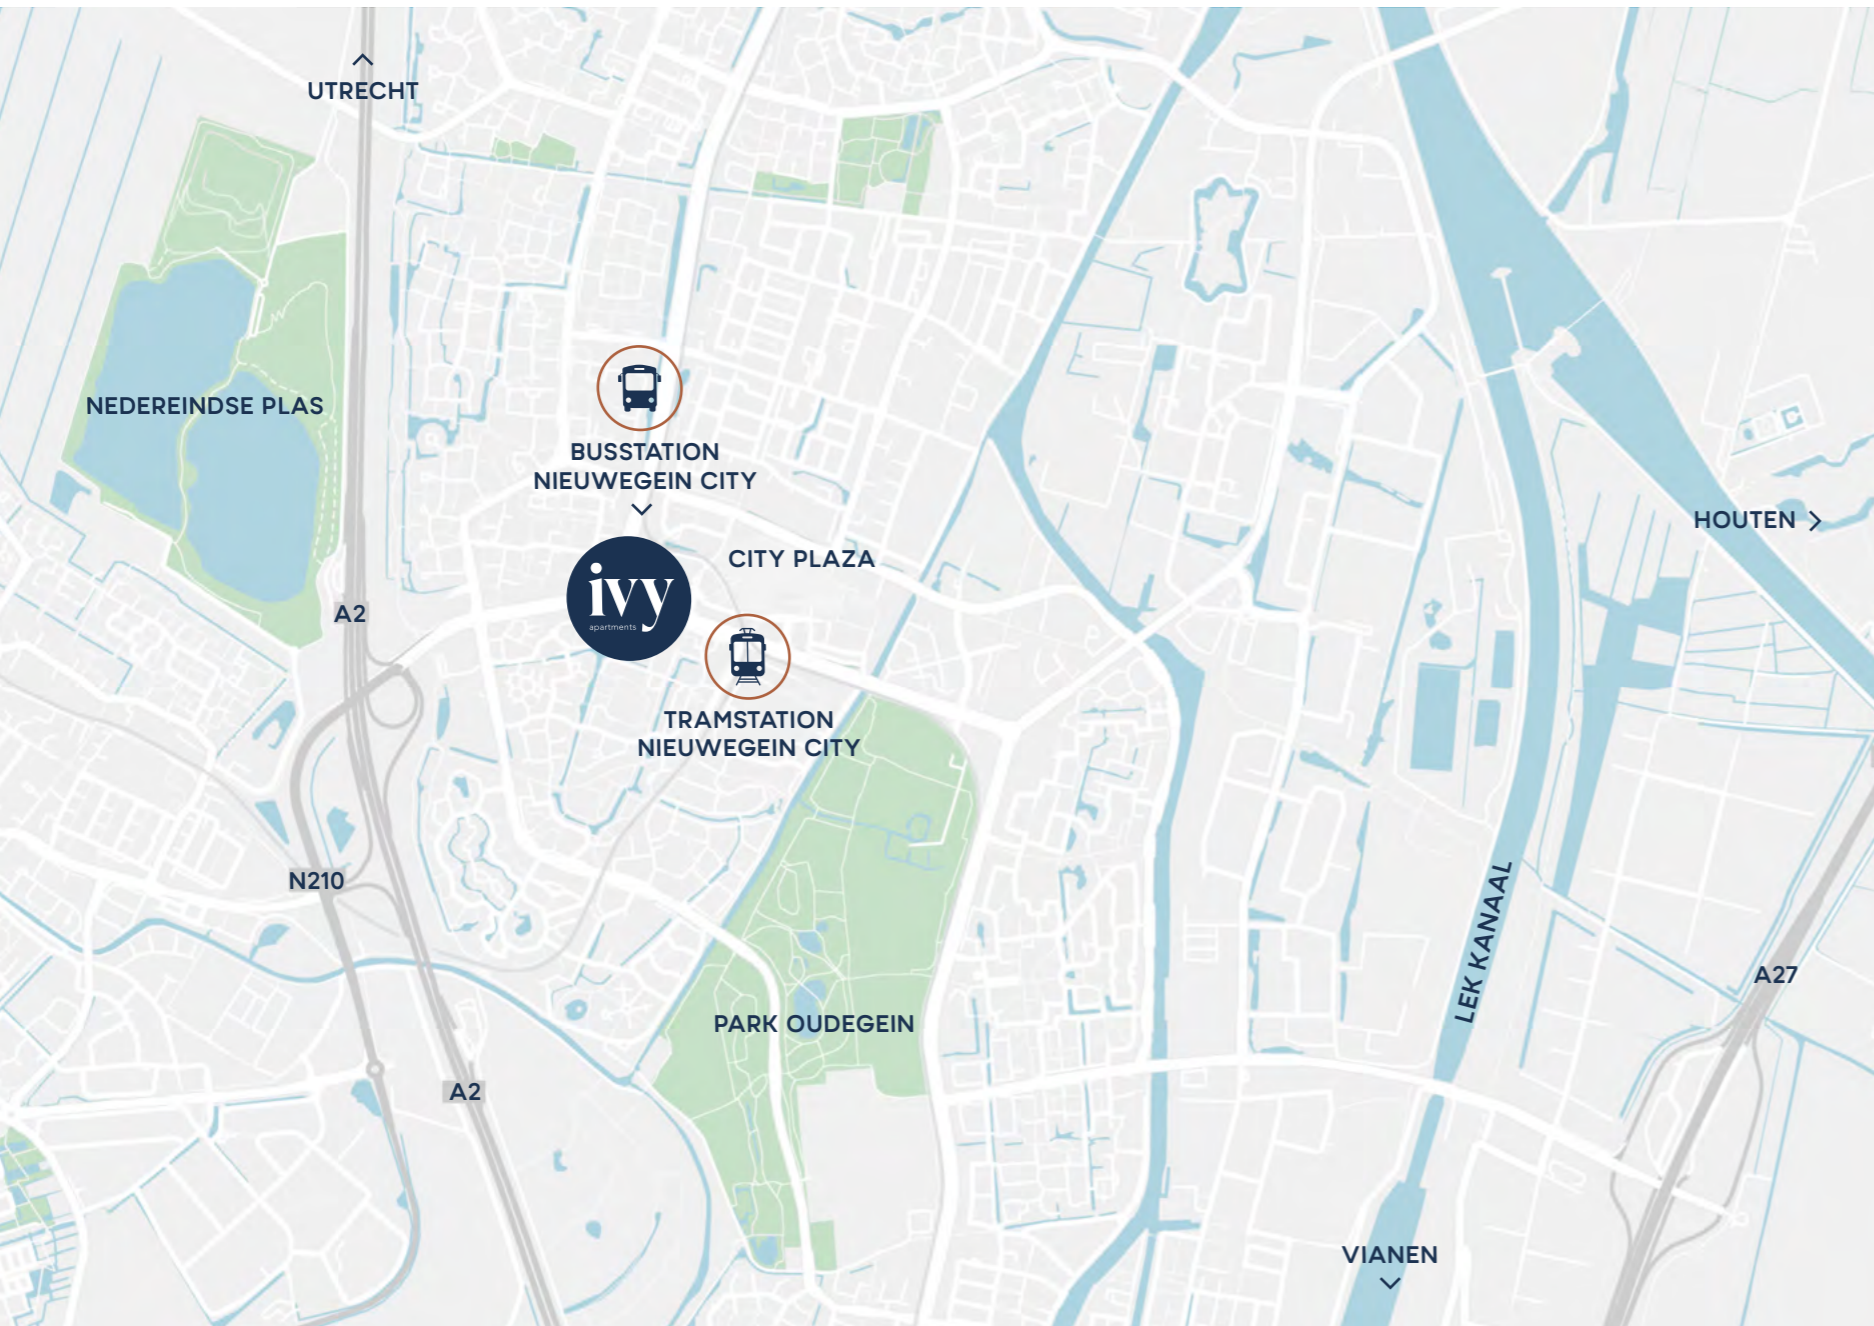 UTRECHT
NEDEREINDSE PLAS
BUSSTATION
NIEUWEGEIN CITY
HOUTEN
CITY PLAZA
ivy
apartments
A2
TRAMSTATION
NIEUWEGEIN CITY
N210
LEK KANAAL
A27
PARK OUDEGEIN
A2
VIANEN